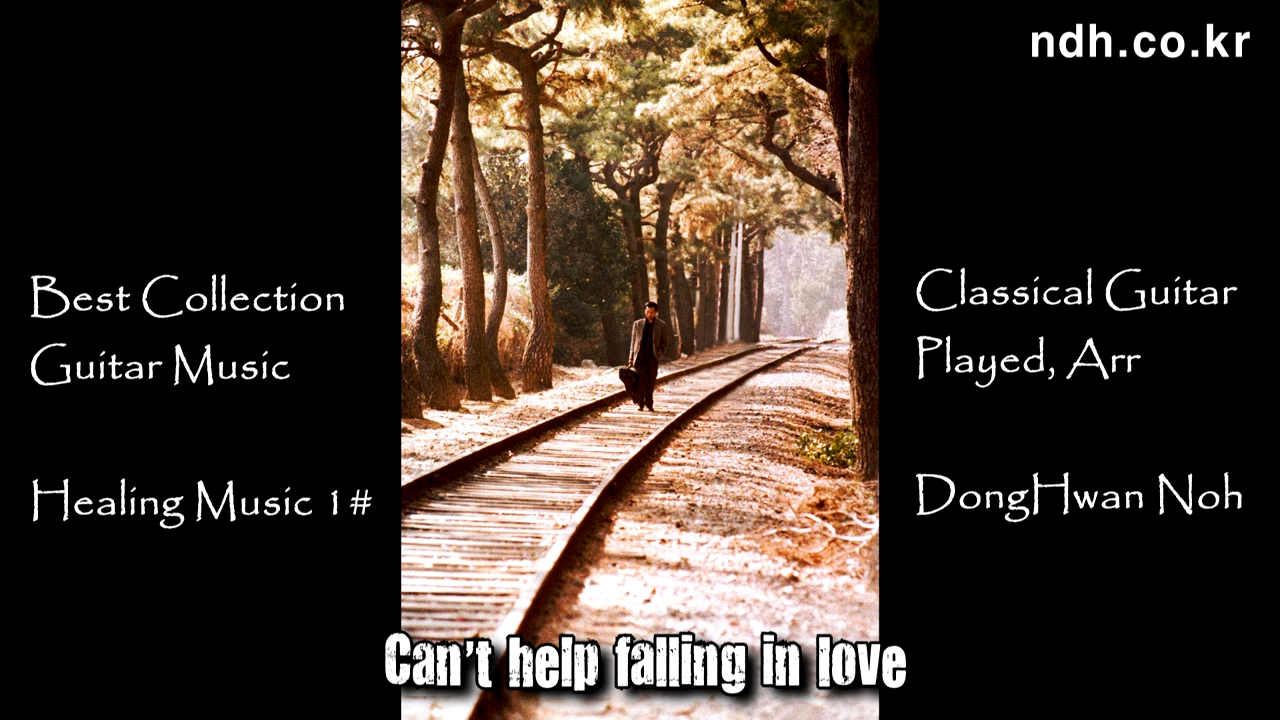 ndh.co.kr
Best Collection
Guitar Music
Healing Music 1#
Classical Guitar
Played, Arr
DongHwan Noh
Can't help falling in love